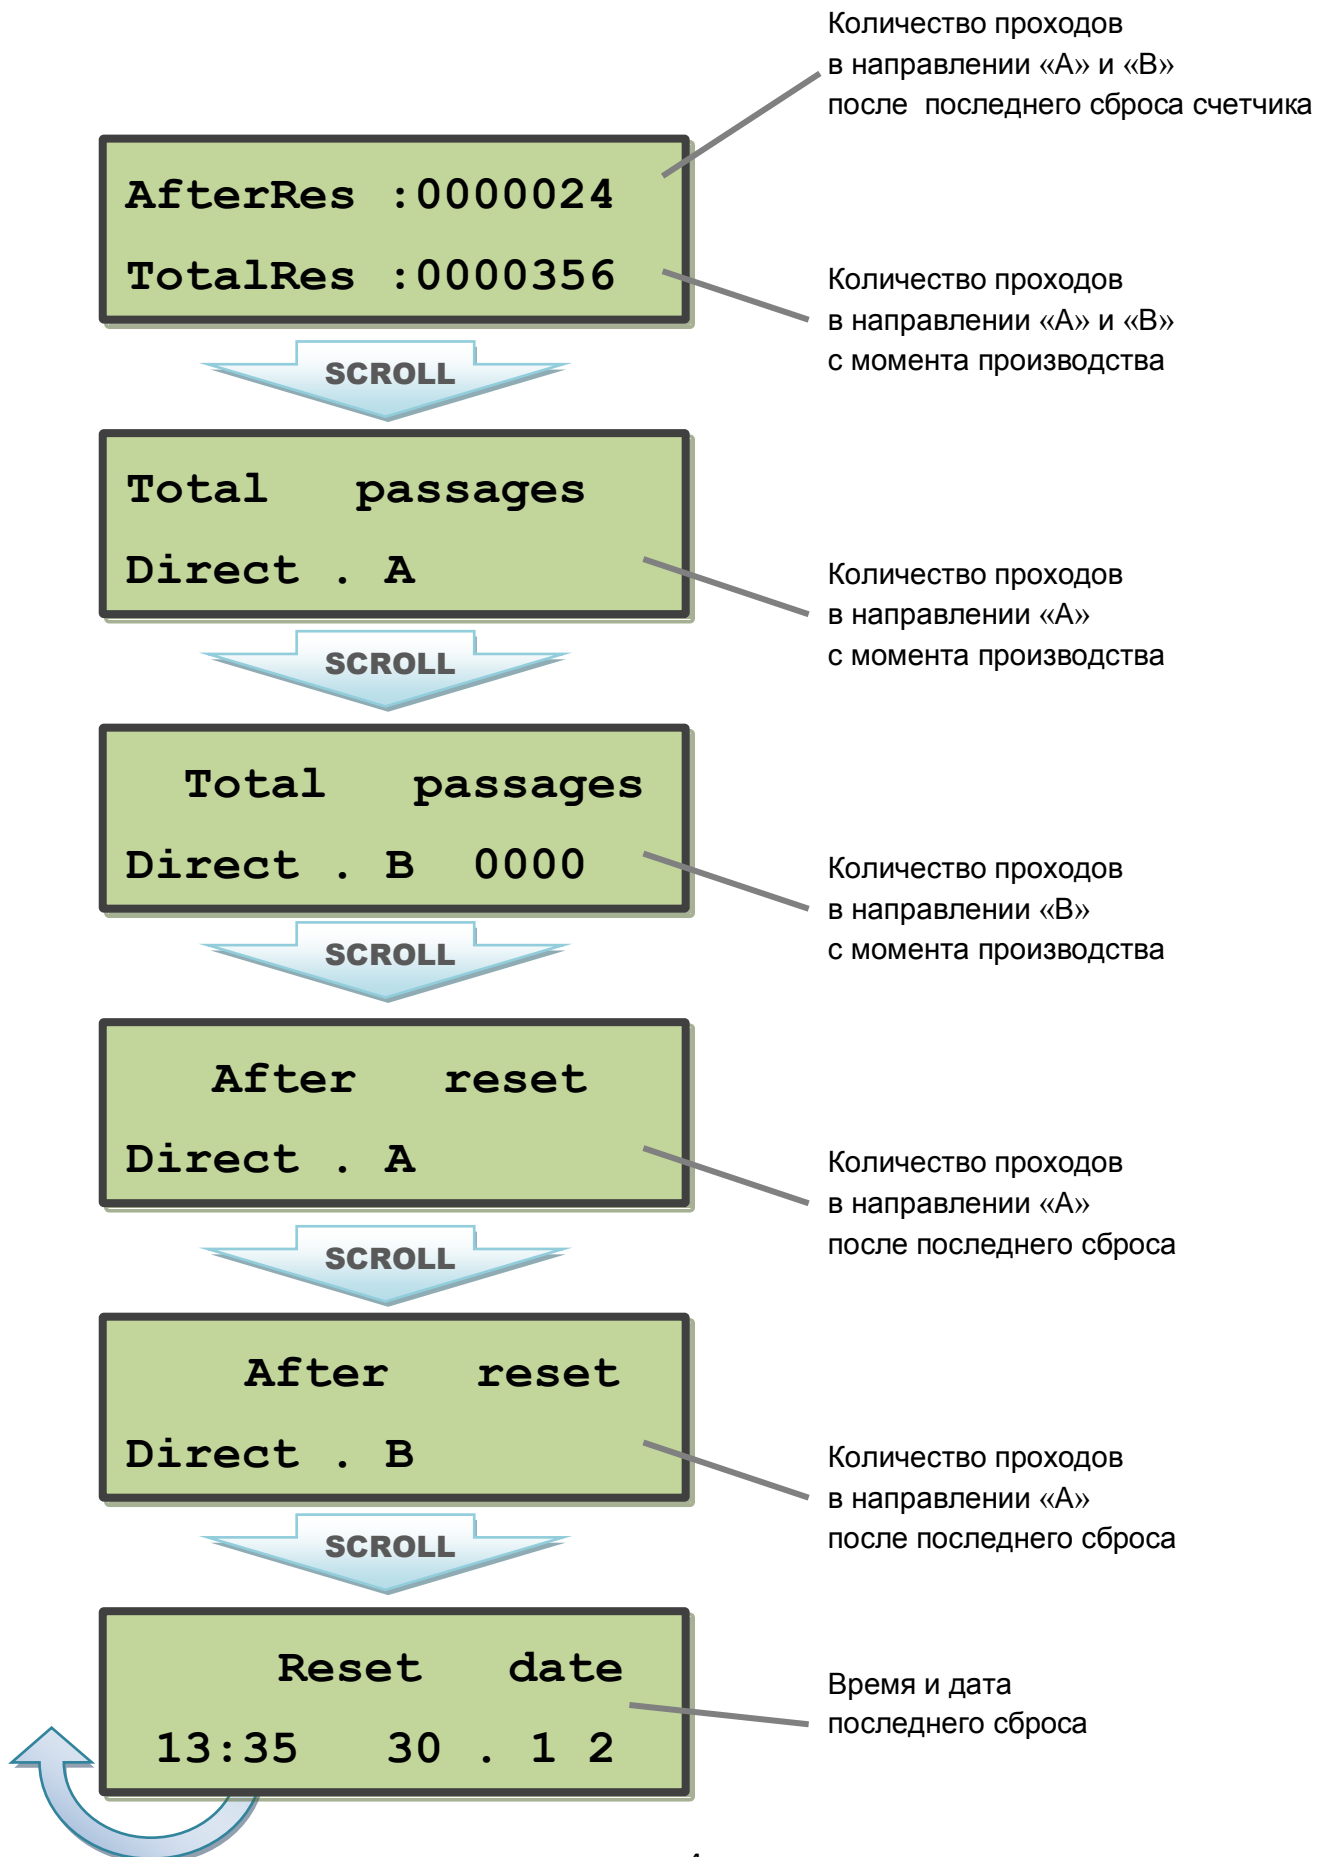 Количество проходов
в направлении «А» и «В»
после последнего сброса счетчика
AfterRes :0000024
TotalRes :0000356
Количество проходов
в направлении «А» и «В»
с момента производства
SCROLL
Total passages
Direct . A
Количество проходов
в направлении «А»
с момента производства
SCROLL
Total passages
Direct . B 0000
Количество проходов
в направлении «В»
с момента производства
SCROLL
After reset
Direct . A
Количество проходов
в направлении «А»
после последнего сброса
SCROLL
After reset
Direct . B
Количество проходов
в направлении «А»
после последнего сброса
SCROLL
Reset date
13:35 30 . 1 2
Время и дата
последнего сброса